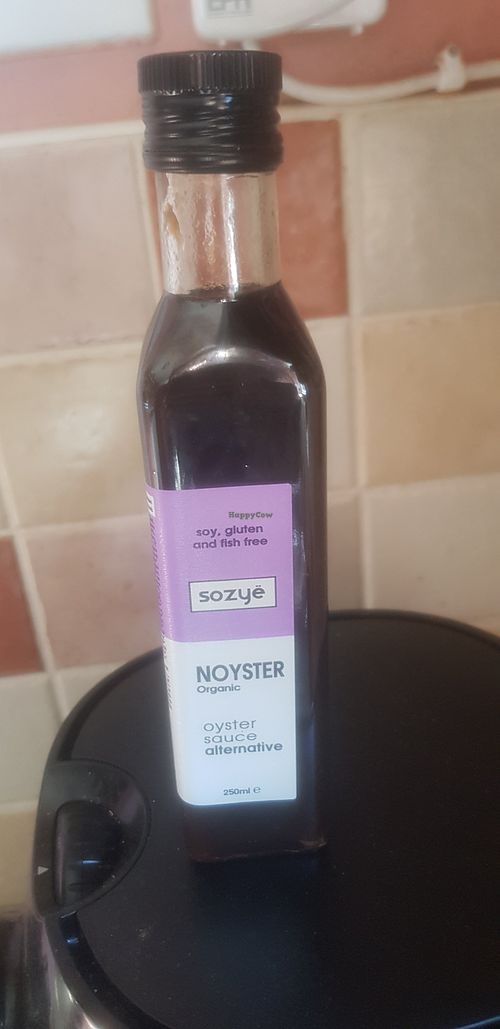 HappyCow
soy, gluten
and fish free
sozyë
NOYSTER
Organic
oyster
sauce
alternative
250ml ℮